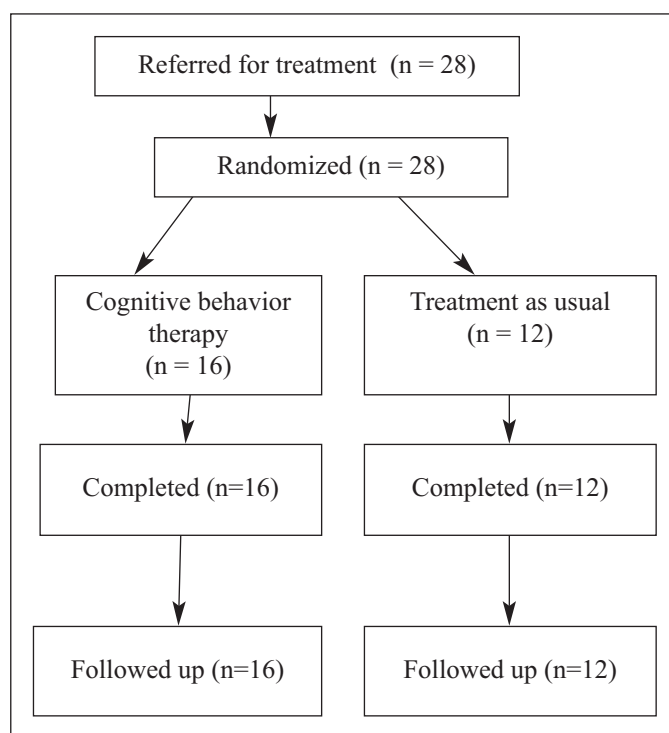 Referred for treatment (n = 28)
Randomized (n = 28)
Cognitive behavior
therapy
(n = 16)
Treatment as usual
(n = 12)
Completed (n=16)
Completed (n=12)
Followed up (n=16)
Followed up (n=12)